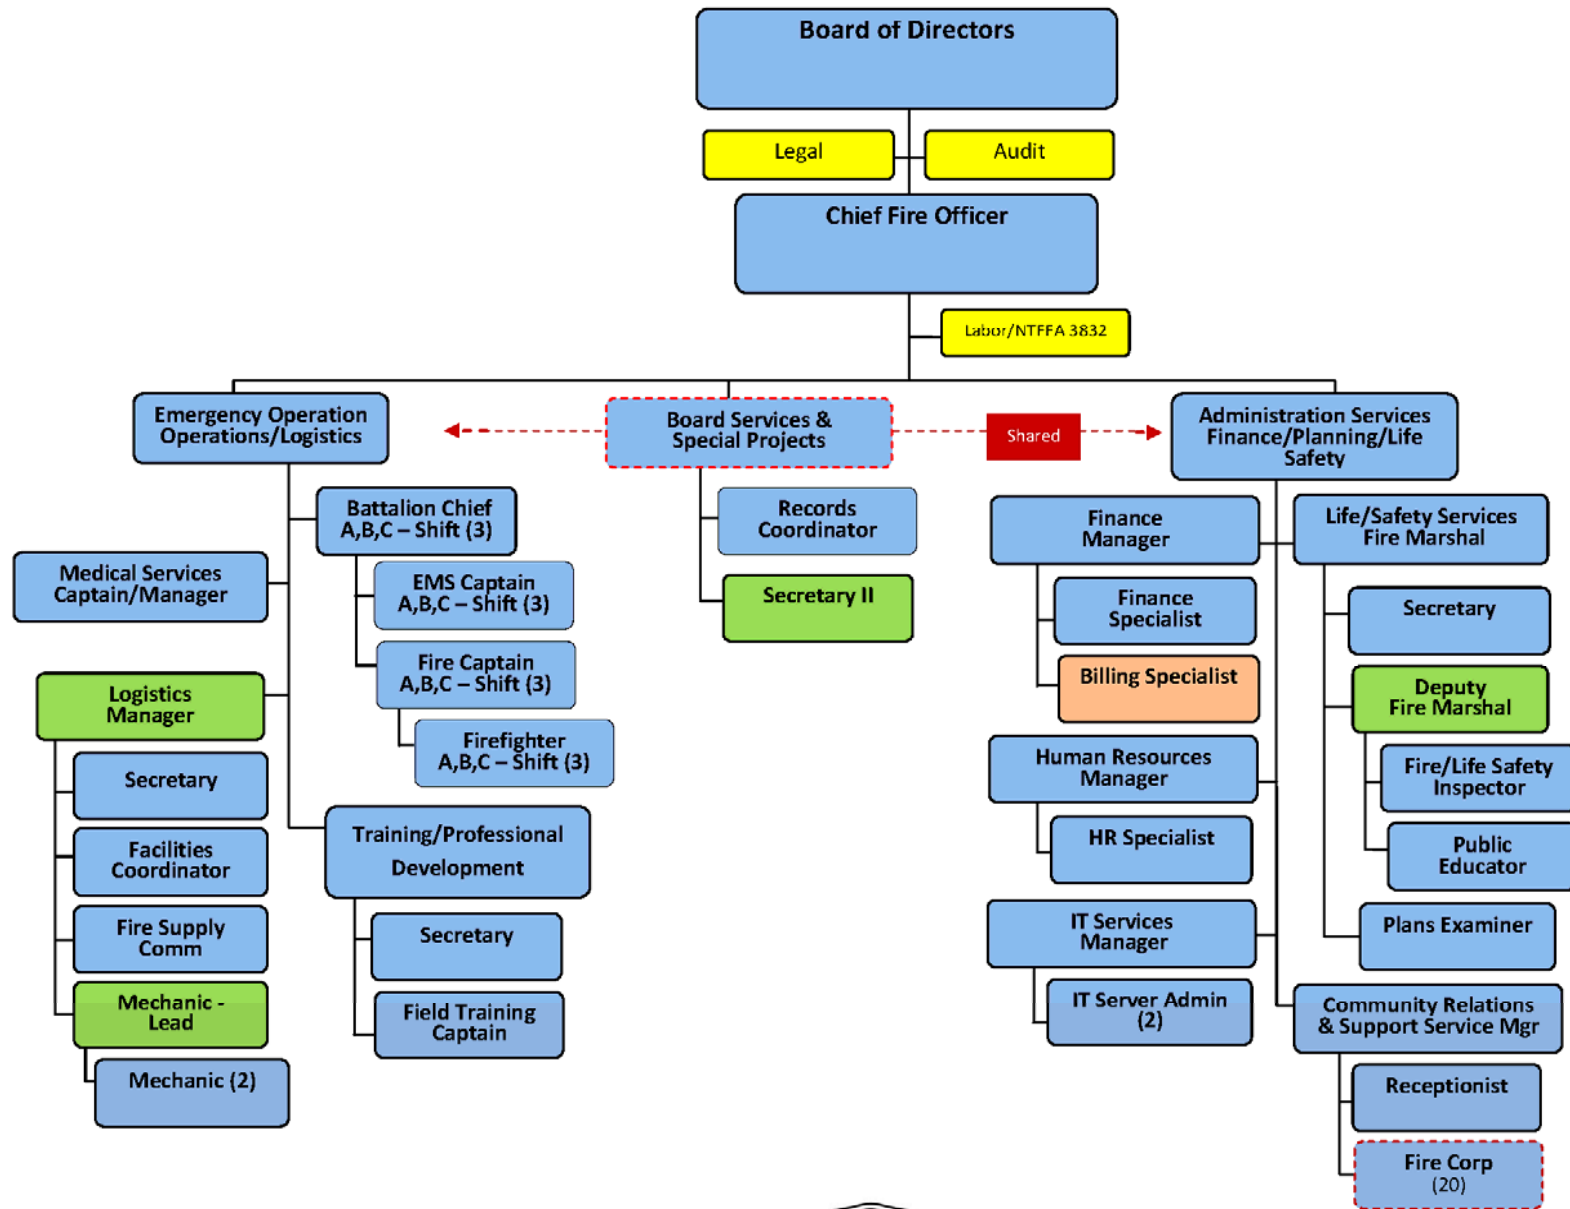 Board of Directors
Legal
Audit
Chief Fire Officer
Labor/NTFFA 3832
Emergency Operation
Operations/Logistics
Board Services &
Special Projects
Shared
Administration Services
Finance/Planning/Life
Safety
Battalion Chief
A,B,C – Shift (3)
Medical Services
Captain/Manager
EMS Captain
A,B,C – Shift (3)
Fire Captain
A,B,C – Shift (3)
Firefighter
A,B,C – Shift (3)
Logistics
Manager
Secretary
Facilities
Coordinator
Fire Supply
Comm
Mechanic -
Lead
Mechanic (2)
Training/Professional
Development
Secretary
Field Training
Captain
Records
Coordinator
Secretary II
Finance
Manager
Finance
Specialist
Billing Specialist
Human Resources
Manager
HR Specialist
IT Services
Manager
IT Server Admin
(2)
Life/Safety Services
Fire Marshal
Secretary
Deputy
Fire Marshal
Fire/Life Safety
Inspector
Public
Educator
Plans Examiner
Community Relations
& Support Service Mgr
Receptionist
Fire Corp
(20)